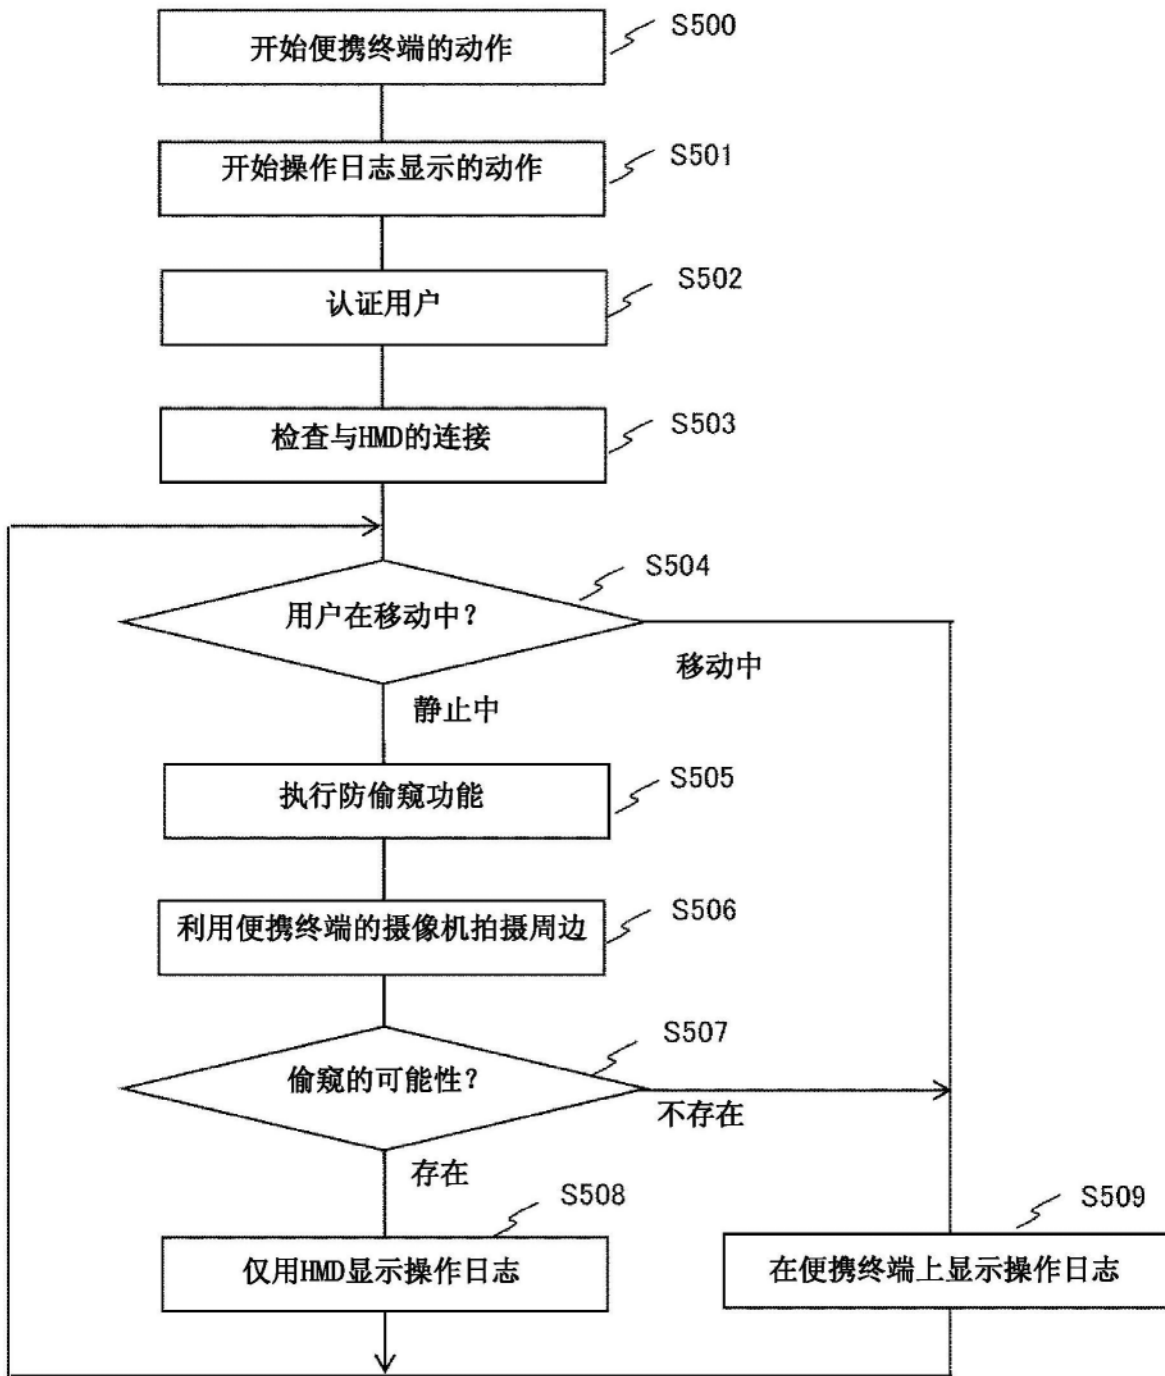 开始便携终端的动作
S500
开始操作日志显示的动作
S501
认证用户
S502
检查与HMD的连接
S503
用户在移动中?
S504
移动中
静止中
执行防偷窥功能
S505
利用便携终端的摄像机拍摄周边
S506
偷窥的可能性?
S507
不存在
存在
仅用HMD显示操作日志
S508
在便携终端上显示操作日志
S509